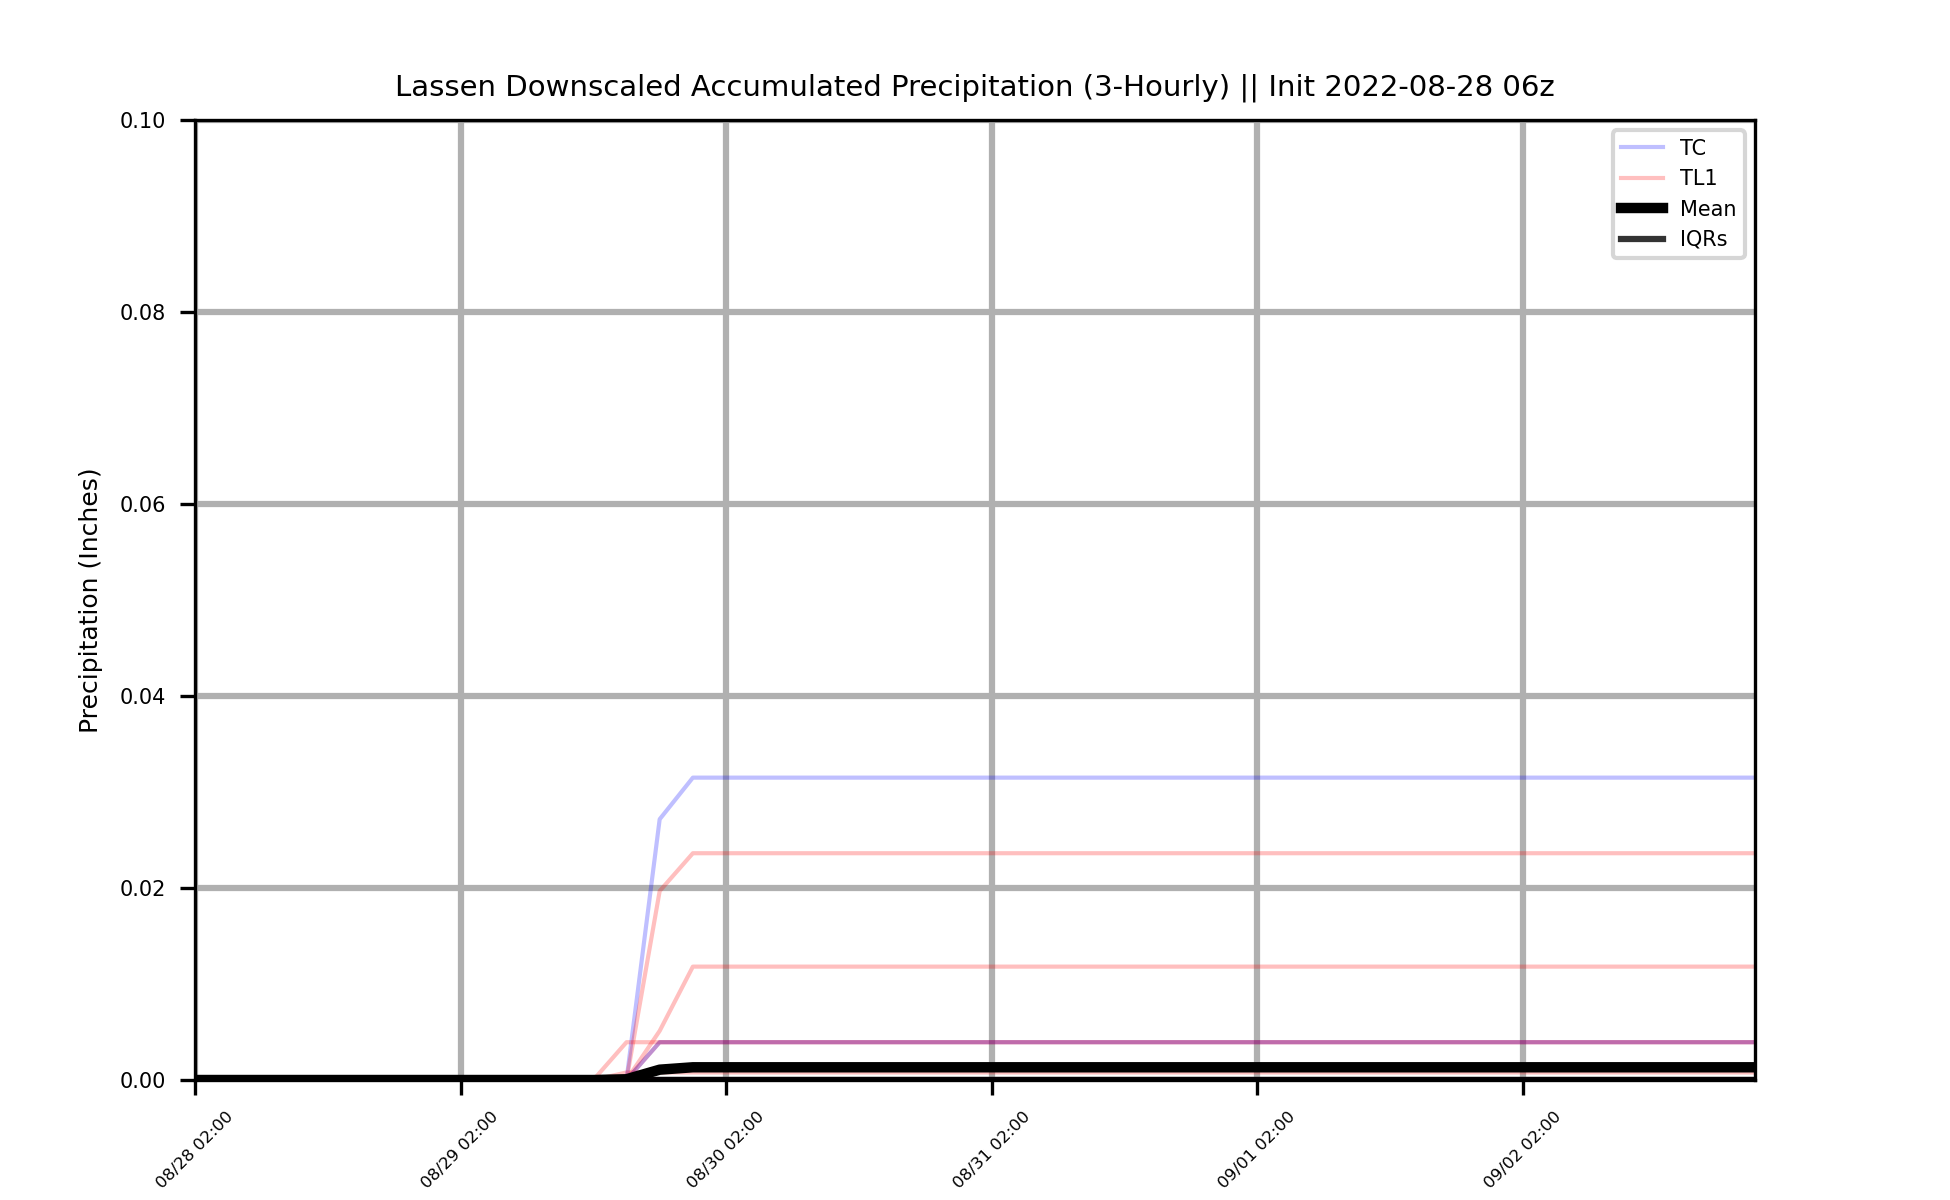 Lassen Downscaled Accumulated Precipitation (3-Hourly) || Init 2022-08-28 06z
0.10
0.08
0.06
0.04
0.02
0.00
Precipitation (Inches)
TC
TL1
Mean
IQRs
08/28 02:00
08/29 02:00
08/30 02:00
08/31 02:00
09/01 02:00
09/02 02:00